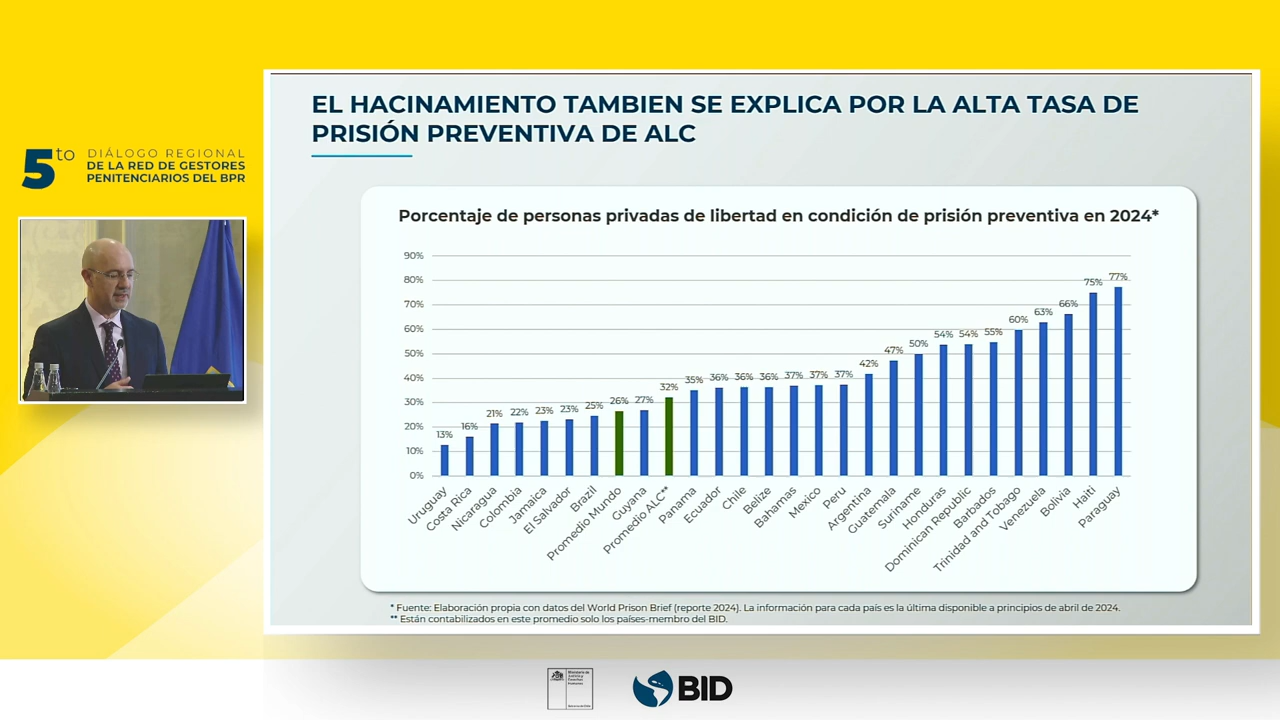 5to
DIÁLOGO REGIONAL
DE LA RED DE GESTORES
PENITENCIARIOS DEL BPR
EL HACINAMIENTO TAMBIEN SE EXPLICA POR LA ALTA TASA DE
PRISIÓN PREVENTIVA DE ALC
Porcentaje de personas privadas de libertad en condición de prisión preventiva en 2024*
90%
80%
70%
60%
50%
40%
30%
20%
10%
0%
13%
16%
21%
22%
23%
23%
25%
26%
27%
32%
35%
36%
36%
36%
37%
37%
37%
42%
47%
50%
54%
54%
55%
60%
63%
66%
75%
77%
Uruguay
Costa Rica
Nicaragua
Colombia
Jamaica
El Salvador
Brazil
Promedio Mundo
Guyana
Promedio ALC**
Panama
Ecuador
Chile
Belize
Bahamas
Mexico
Peru
Argentina
Guatemala
Suriname
Honduras
Dominican Republic
Barbados
Trinidad and Tobago
Venezuela
Bolivia
Haiti
Paraguay
* Fuente: Elaboración propia con datos del World Prison Brief (reporte 2024). La información para cada país es la última disponible a principios de abril de 2024.
** Están contabilizados en este promedio solo los países-membro del BID.
BID